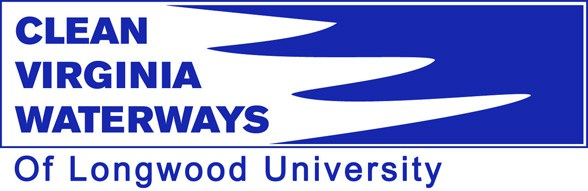 CLEAN
VIRGINIA
WATERWAYS
Of Longwood University